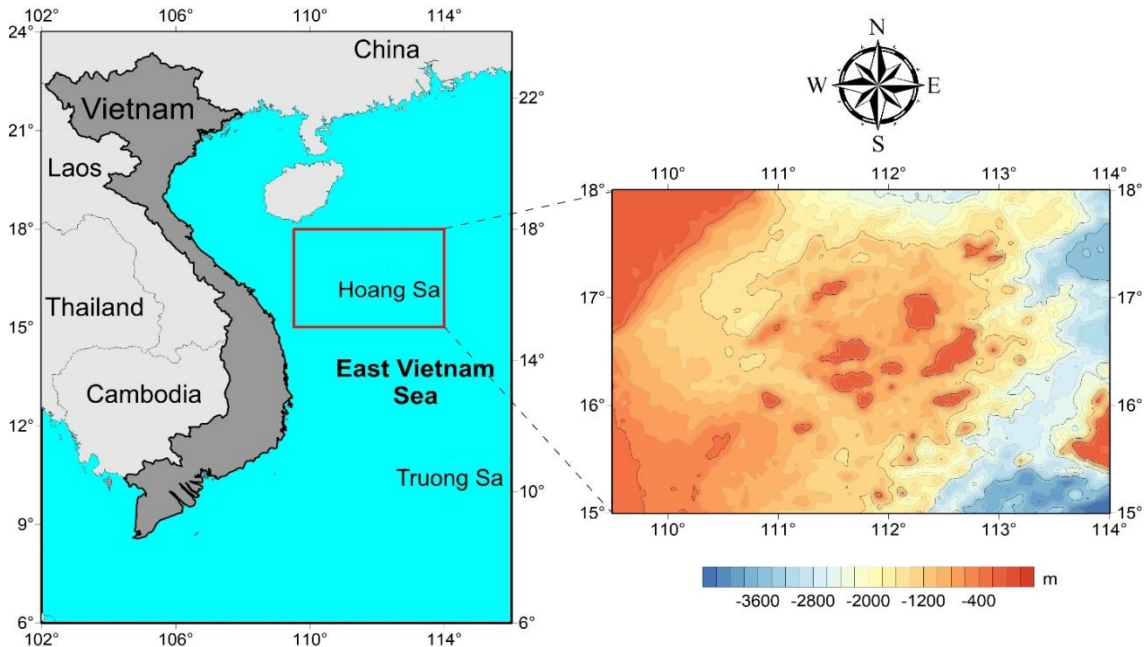 102° 106° 110° 114°
24°
China
Vietnam
22°
21°
Laos
18° 18°
Hoang Sa
Thailand
15°
East Vietnam
Sea
14°
Cambodia
12°
Truong Sa
10°
9°
6° 6°
102° 106° 110° 114°
N
W E
S
110° 111° 112° 113° 114°
18° 18°
17° 17°
16° 16°
15° 15°
110° 111° 112° 113° 114°
m
-3600 -2800 -2000 -1200 -400